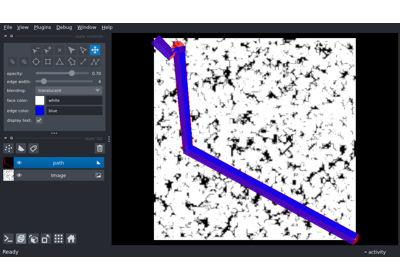 File View Plugins Debug Window Help
opacity: 0.70
edge width: 4
blending: translucent
face color: white
edge color: blue
display text:
path
Image
Ready activity